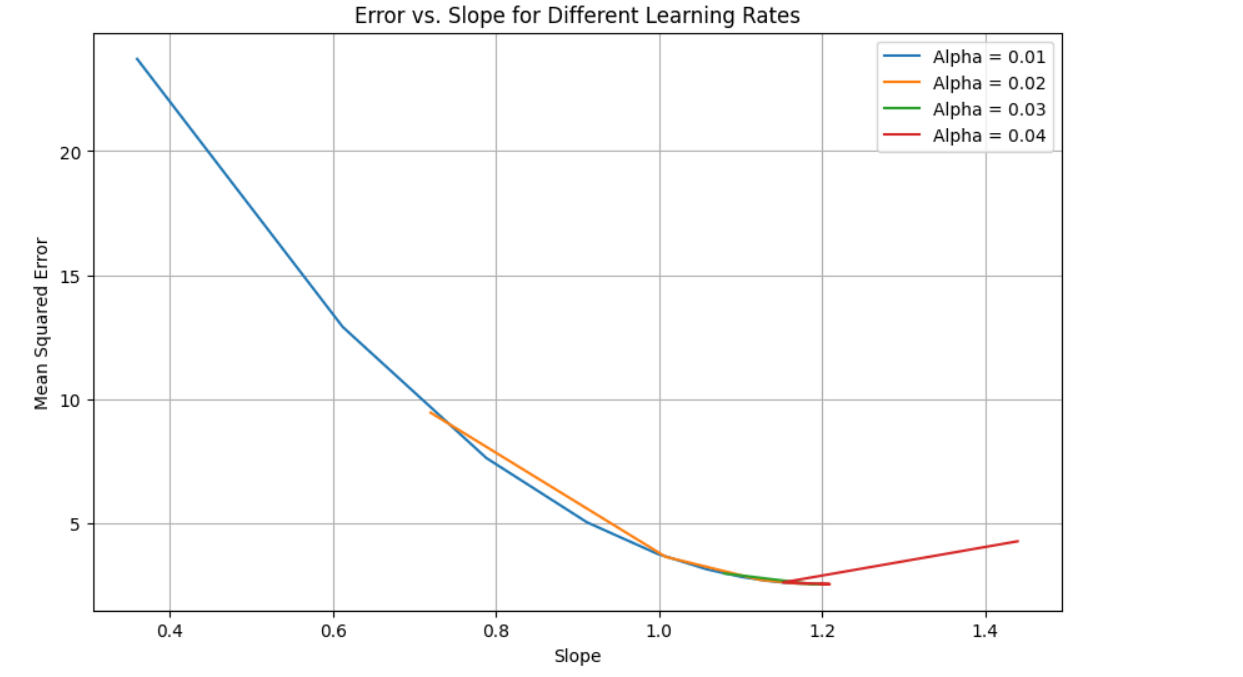 Error vs. Slope for Different Learning Rates
Alpha = 0.01
Alpha = 0.02
Alpha = 0.03
Alpha = 0.04
Mean Squared Error
20
15
10
5
0.4 0.6 0.8 1.0 1.2 1.4
Slope